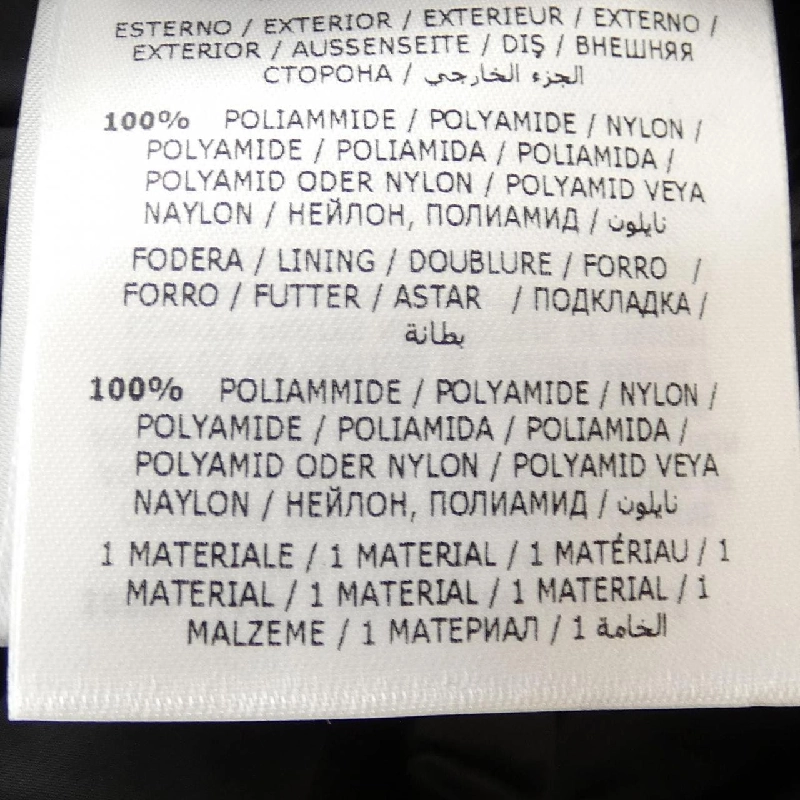 ESTERNO / EXTERIOR / EXTERIEUR / EXTERNO /
EXTERIOR / AUSSENSEITE / DIŞ / ВНЕШНЯЯ
СТОРОНА / الجزء الخارجي
100% POLIAMMIDE / POLYAMIDE / NYLON /
POLYAMIDE / POLIAMIDA / POLIAMIDA /
POLYAMID ODER NYLON / POLYAMID VEYA
NAYLON / НЕЙЛОН, ПОЛИАМИД / نايلون
FODERA / LINING / DOUBLURE / FORRO /
FORRO / FUTTER / ASTAR / ПОДКЛАДКА /
بطانة
100% POLIAMMIDE / POLYAMIDE / NYLON /
POLYAMIDE / POLIAMIDA / POLIAMIDA /
POLYAMID ODER NYLON / POLYAMID VEYA
NAYLON / НЕЙЛОН, ПОЛИАМИД / نايلون
1 MATERIALE / 1 MATERIAL / 1 MATÉRIAU / 1
MATERIAL / 1 MATERIAL / 1 MATERIAL / 1
MALZEME / 1 МАТЕРИАЛ / 1 الخامة